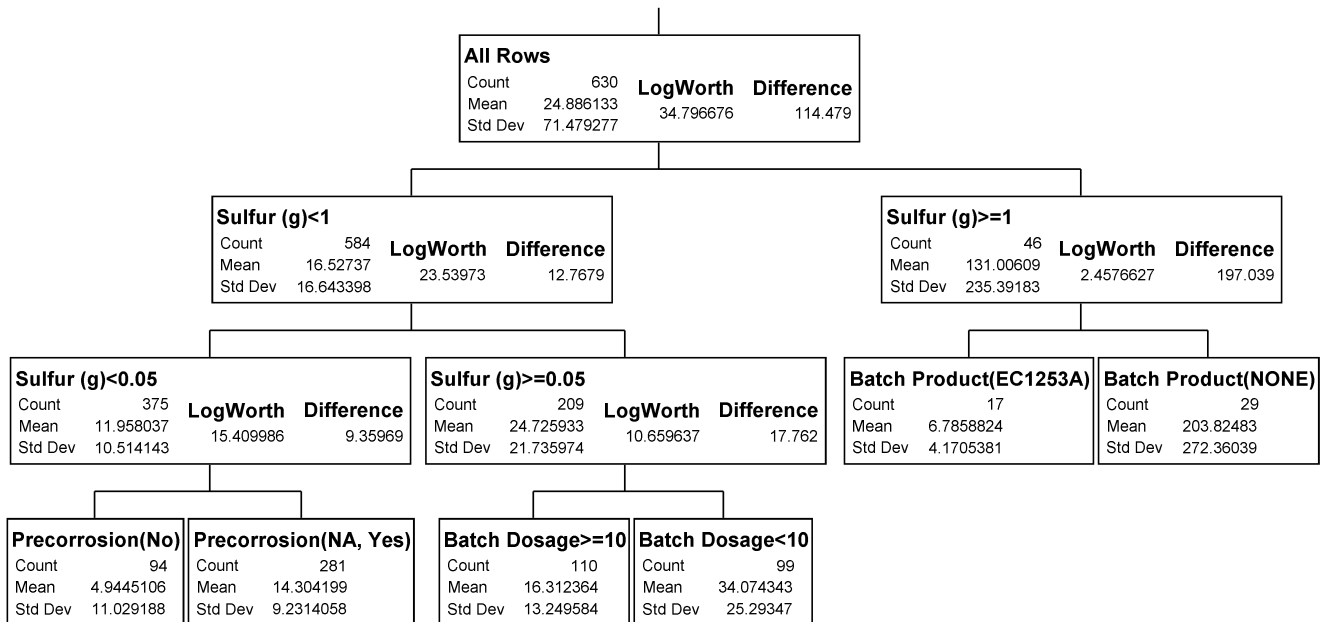 All Rows
Count 630
Mean 24.886133
Std Dev 71.479277
LogWorth Difference
34.796676 114.479
Sulfur (g)<1
Count 584
Mean 16.52737
Std Dev 16.643398
LogWorth Difference
23.53973 12.7679
Sulfur (g)>=1
Count 46
Mean 131.00609
Std Dev 235.39183
LogWorth Difference
2.4576627 197.039
Sulfur (g)<0.05
Count 375
Mean 11.958037
Std Dev 10.514143
LogWorth Difference
15.409986 9.35969
Sulfur (g)>=0.05
Count 209
Mean 24.725933
Std Dev 21.735974
LogWorth Difference
10.659637 17.762
Batch Product(EC1253A)
Count 17
Mean 6.7858824
Std Dev 4.1705381
Batch Product(NONE)
Count 29
Mean 203.82483
Std Dev 272.36039
Precorrosion(No)
Count 94
Mean 4.9445106
Std Dev 11.029188
Precorrosion(NA, Yes)
Count 281
Mean 14.304199
Std Dev 9.2314058
Batch Dosage>=10
Count 110
Mean 16.312364
Std Dev 13.249584
Batch Dosage<10
Count 99
Mean 34.074343
Std Dev 25.29347